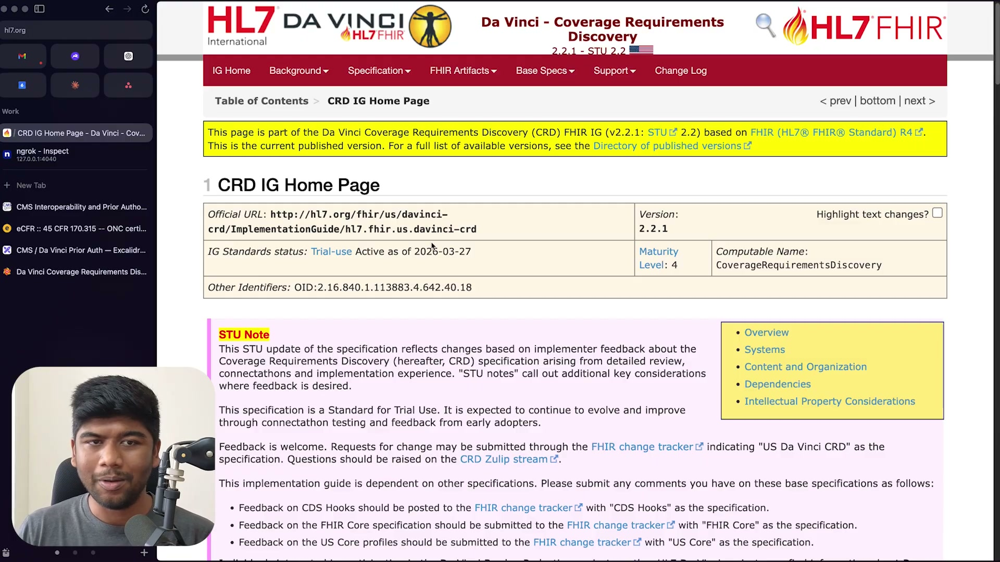 hl7.org
6
Work
CRD IG Home Page - Da Vinci - Cov...
ngrok - Inspect
127.0.0.1:4040
New Tab
CMS Interoperability and Prior Autho...
eCFR :: 45 CFR 170.315 -- ONC certi...
CMS / Da Vinci Prior Auth — Excalidr...
Da Vinci Coverage Requirements Dis...
HL7 International
DA VINCI
HL7 FHIR
Da Vinci - Coverage Requirements
Discovery
2.2.1 - STU 2.2
HL7 FHIR
IG Home Background Specification FHIR Artifacts Base Specs Support Change Log
Table of Contents > CRD IG Home Page
< prev | bottom | next >
This page is part of the Da Vinci Coverage Requirements Discovery (CRD) FHIR IG (v2.2.1: STU 2.2) based on FHIR (HL7® FHIR® Standard) R4.
This is the current published version. For a full list of available versions, see the Directory of published versions
1 CRD IG Home Page
Official URL: http://hl7.org/fhir/us/davinci-
crd/ImplementationGuide/hl7.fhir.us.davinci-crd
Version:
2.2.1
Highlight text changes?
IG Standards status: Trial-use Active as of 2026-03-27
Maturity
Level: 4
Computable Name:
CoverageRequirementsDiscovery
Other Identifiers: OID:2.16.840.1.113883.4.642.40.18
STU Note
This STU update of the specification reflects changes based on implementer feedback about the
Coverage Requirements Discovery (hereafter, CRD) specification arising from detailed review,
connectathons and implementation experience. "STU notes" call out additional key considerations
where feedback is desired.
This specification is a Standard for Trial Use. It is expected to continue to evolve and improve
through connectathon testing and feedback from early adopters.
• Overview
• Systems
• Content and Organization
• Dependencies
• Intellectual Property Considerations
Feedback is welcome. Requests for change may be submitted through the FHIR change tracker indicating "US Da Vinci CRD" as the
specification. Questions should be raised on the CRD Zulip stream.
This implementation guide is dependent on other specifications. Please submit any comments you have on these base specifications as follows:
• Feedback on CDS Hooks should be posted to the FHIR change tracker with "CDS Hooks" as the specification.
• Feedback on the FHIR Core specification should be submitted to the FHIR change tracker with "FHIR Core" as the specification.
• Feedback on the US Core profiles should be submitted to the FHIR change tracker with "US Core" as the specification.